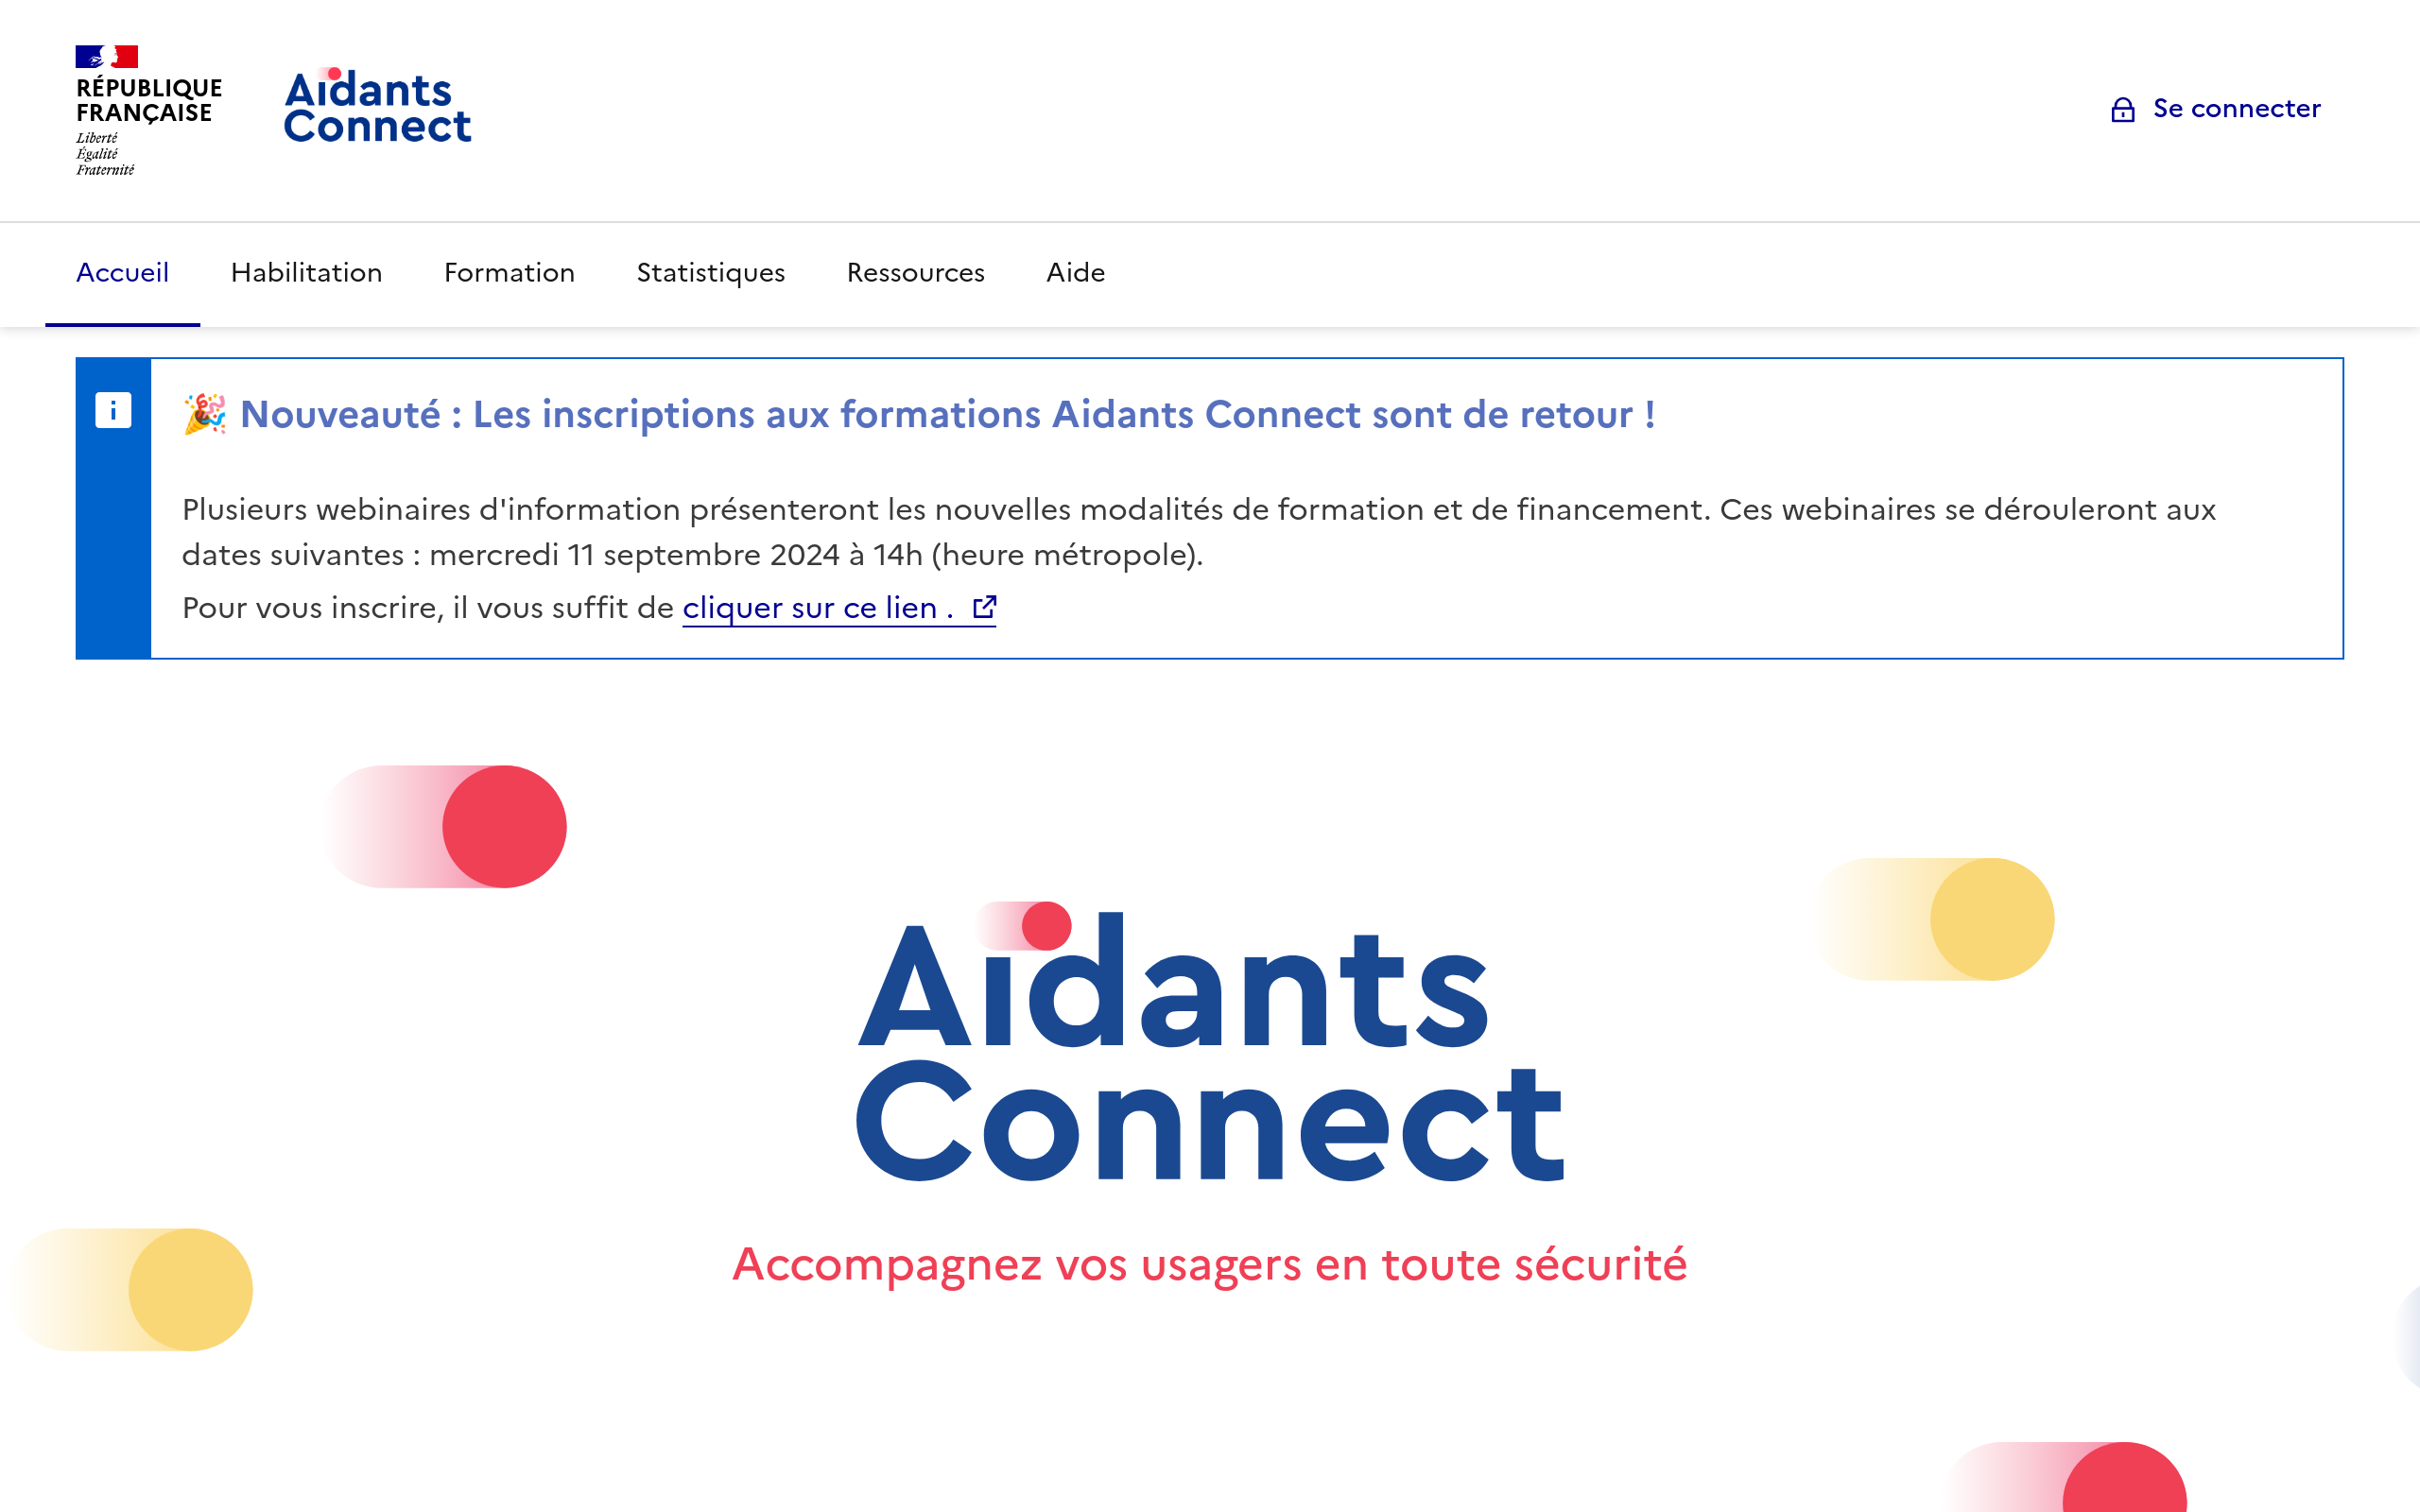 RÉPUBLIQUE
FRANÇAISE
Liberté
Égalité
Fraternité
Aidants
Connect
Se connecter
Accueil Habilitation Formation Statistiques Ressources Aide
🎉 Nouveauté : Les inscriptions aux formations Aidants Connect sont de retour !
Plusieurs webinaires d'information présenteront les nouvelles modalités de formation et de financement. Ces webinaires se dérouleront aux
dates suivantes : mercredi 11 septembre 2024 à 14h (heure métropole).
Pour vous inscrire, il vous suffit de cliquer sur ce lien .
Aidants
Connect
Accompagnez vos usagers en toute sécurité